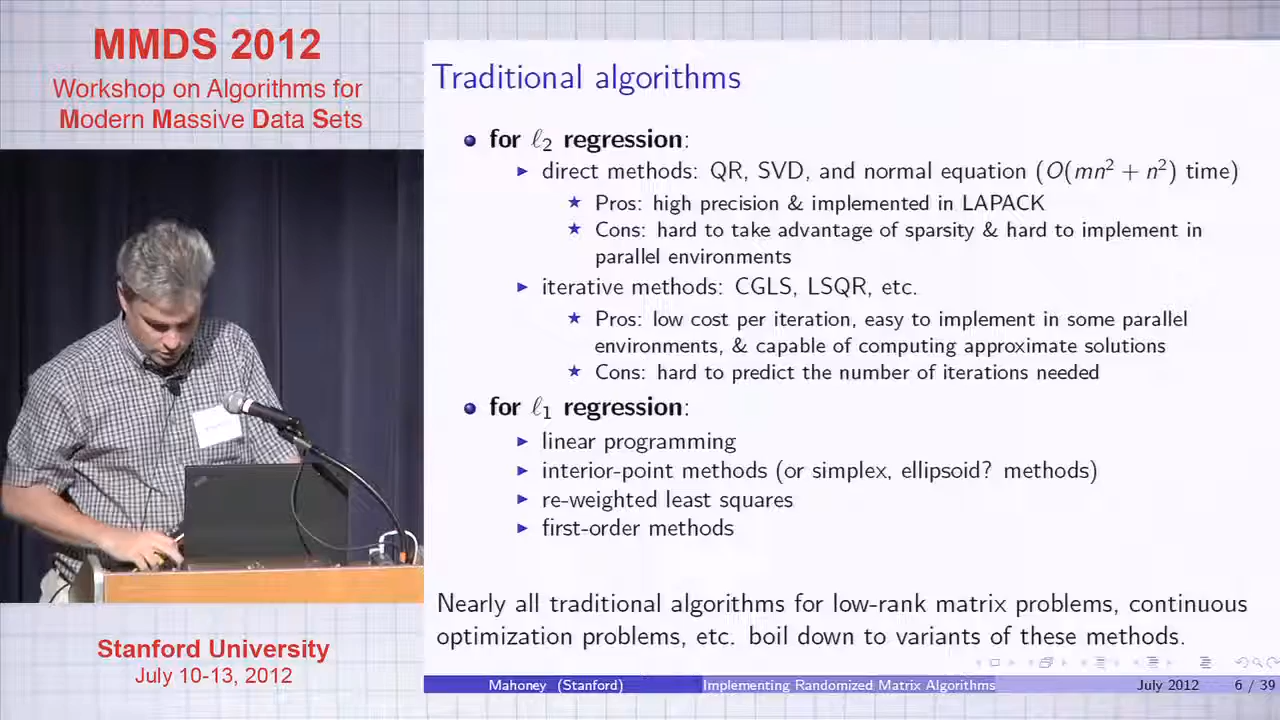 MMDS 2012
Workshop on Algorithms for
Modern Massive Data Sets
Traditional algorithms
for ℓ₂ regression:
direct methods: QR, SVD, and normal equation (O(mn² + n²) time)
Pros: high precision & implemented in LAPACK
Cons: hard to take advantage of sparsity & hard to implement in
parallel environments
iterative methods: CGLS, LSQR, etc.
Pros: low cost per iteration, easy to implement in some parallel
environments, & capable of computing approximate solutions
Cons: hard to predict the number of iterations needed
for ℓ₁ regression:
linear programming
interior-point methods (or simplex, ellipsoid? methods)
re-weighted least squares
first-order methods
Nearly all traditional algorithms for low-rank matrix problems, continuous
optimization problems, etc. boil down to variants of these methods.
Mahoney (Stanford) Implementing Randomized Matrix Algorithms July 2012 6 / 39
Stanford University
July 10-13, 2012